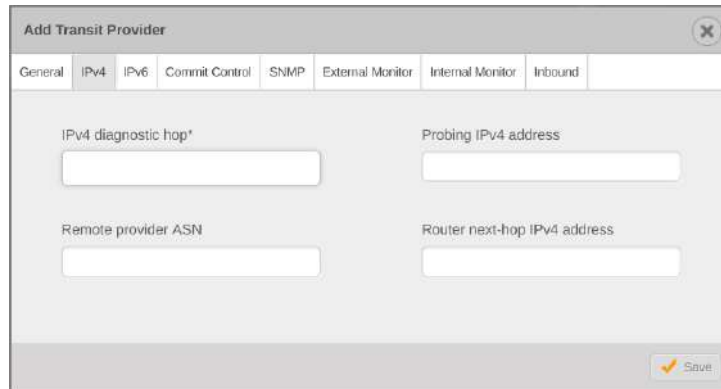 Add Transit Provider
General IPv4 IPv6 Commit Control SNMP External Monitor Internal Monitor Inbound
IPv4 diagnostic hop* Probing IPv4 address
Remote provider ASN Router next-hop IPv4 address
Save